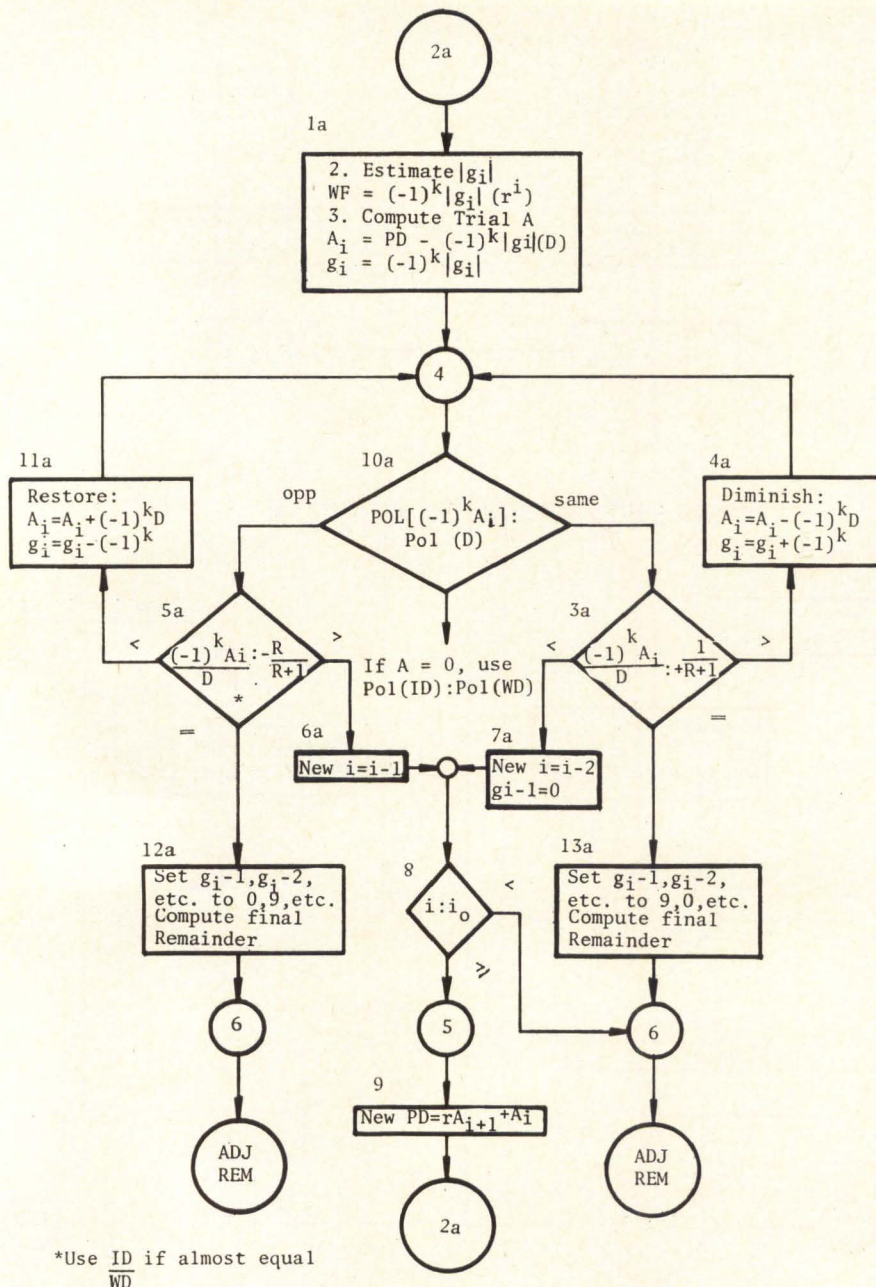 2a
1a
2. Estimate |gᵢ|
WF = (-1)ᵏ|gᵢ| (rⁱ)
3. Compute Trial A
Aᵢ = PD - (-1)ᵏ|gi|(D)
gᵢ = (-1)ᵏ|gᵢ|
4
11a
Restore:
Aᵢ=Aᵢ+(-1)ᵏD
gᵢ=gᵢ-(-1)ᵏ
10a
opp
same
POL[(-1)ᵏAᵢ]:
Pol (D)
4a
Diminish:
Aᵢ=Aᵢ-(-1)ᵏD
gᵢ=gᵢ+(-1)ᵏ
5a
<
>
(-1)ᵏ Ai : -R
D R+1
*
=
If A = 0, use
Pol(ID):Pol(WD)
3a
<
>
(-1)ᵏ Aᵢ : + 1
D R+1
=
6a
New i=i-1
7a
New i=i-2
gi-1=0
12a
Set gᵢ-1,gᵢ-2,
etc. to 0,9,etc.
Compute final
Remainder
8
i:i₀
<
≥
13a
Set gᵢ-1,gᵢ-2,
etc. to 9,0,etc.
Compute final
Remainder
6
5
6
9
New PD=rAᵢ₊₁+Aᵢ
ADJ
REM
2a
ADJ
REM
*Use ID if almost equal
WD